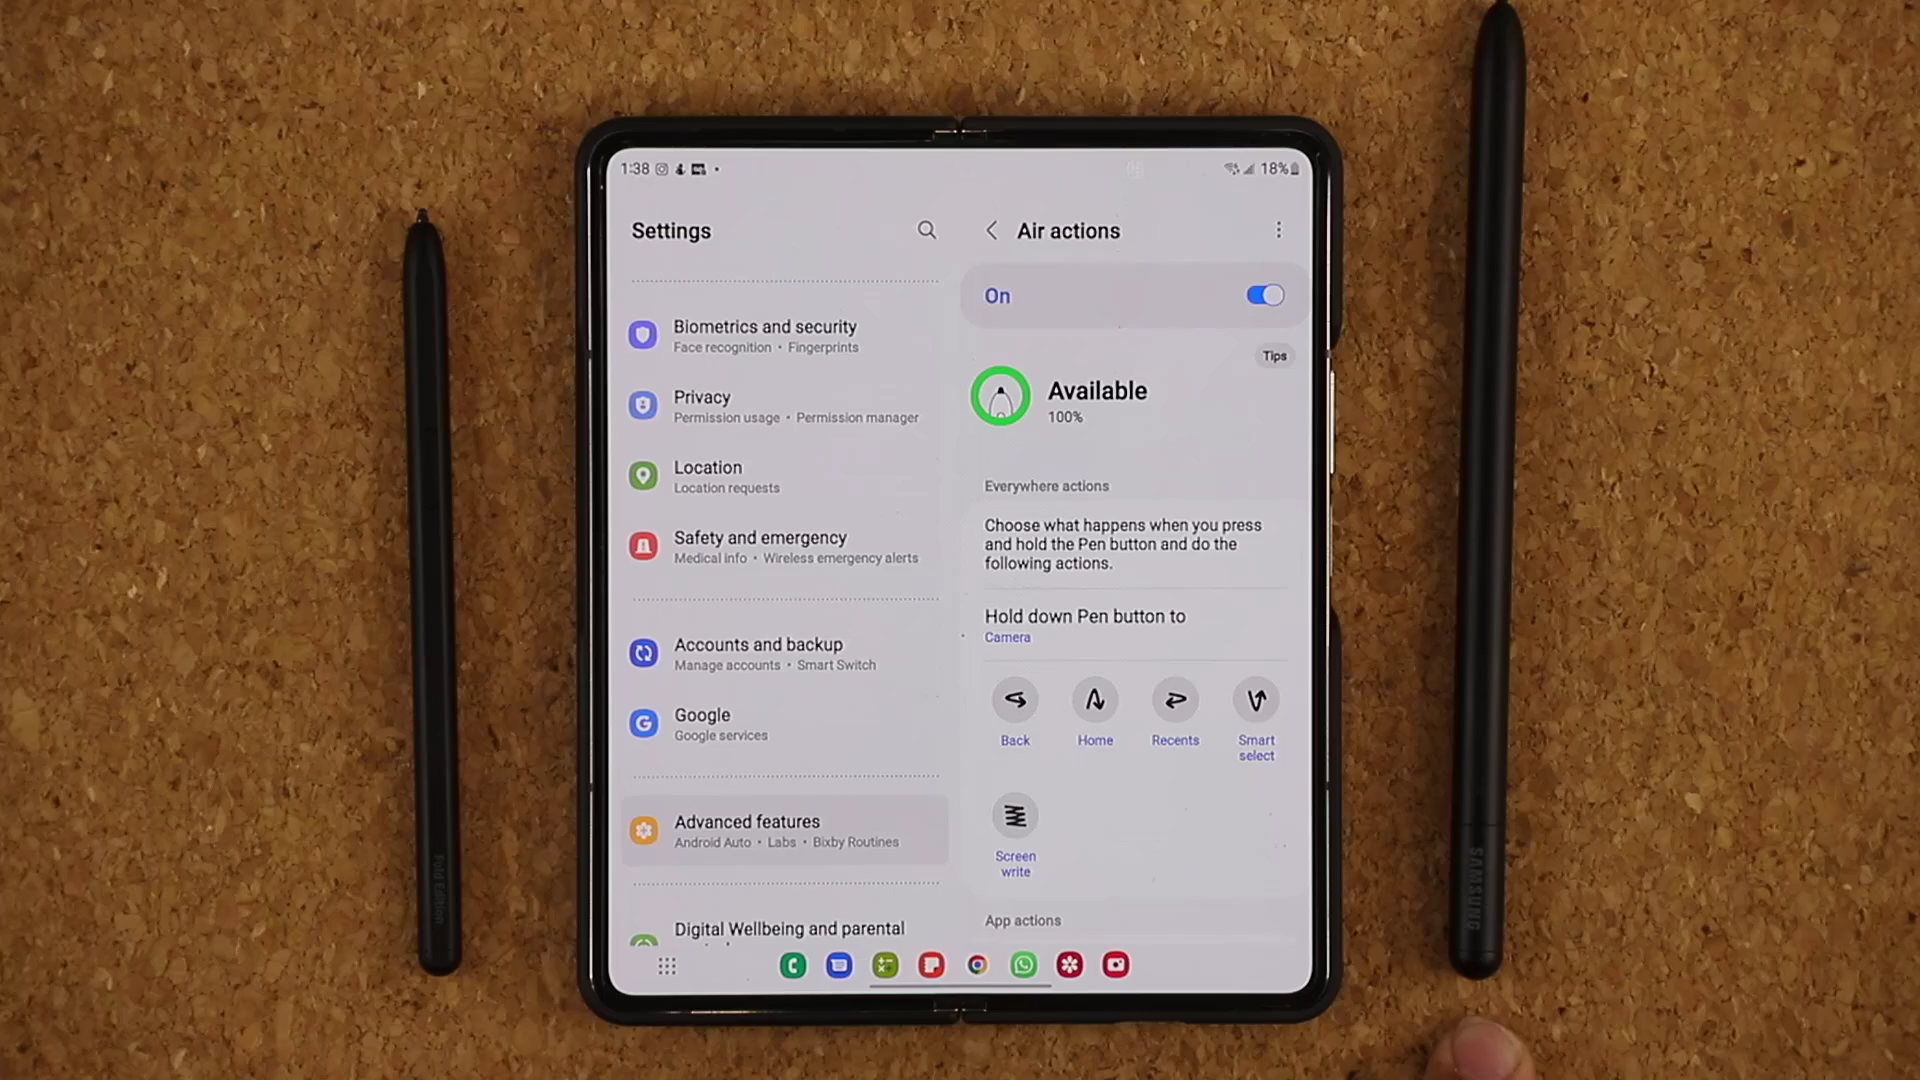 1:38
18%
Settings
Biometrics and security
Face recognition • Fingerprints
Privacy
Permission usage • Permission manager
Location
Location requests
Safety and emergency
Medical info • Wireless emergency alerts
Accounts and backup
Manage accounts • Smart Switch
Google
Google services
Advanced features
Android Auto • Labs • Bixby Routines
Digital Wellbeing and parental
Air actions
On
Tips
Available
100%
Everywhere actions
Choose what happens when you press
and hold the Pen button and do the
following actions.
Hold down Pen button to
Camera
Back
Home
Recents
Smart
select
Screen
write
App actions
Fold Edition
SAMSUNG